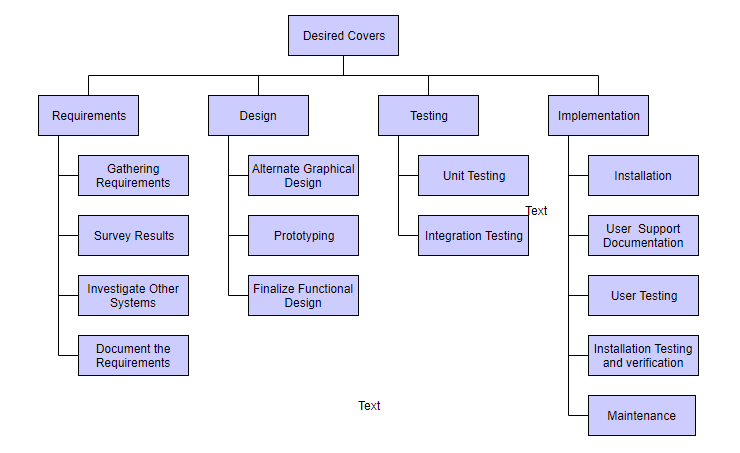 Desired Covers
Requirements
Design
Testing
Implementation
Gathering
Requirements
Survey Results
Investigate Other
Systems
Document the
Requirements
Alternate Graphical
Design
Prototyping
Finalize Functional
Design
Unit Testing
Text
Integration Testing
Installation
User Support
Documentation
User Testing
Installation Testing
and verification
Maintenance
Text